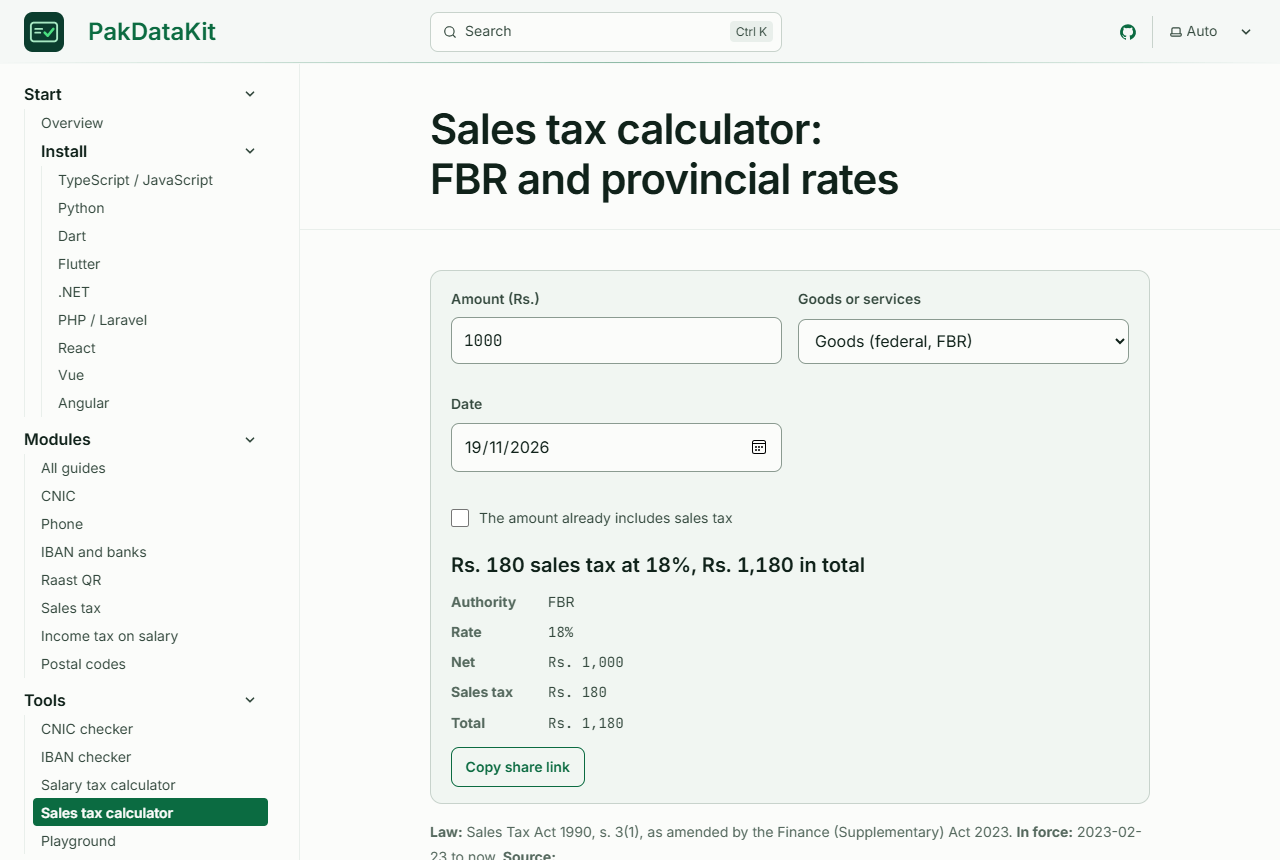 PakDataKit
Search
Ctrl K
Auto
Start
Overview
Install
TypeScript / JavaScript
Python
Dart
Flutter
.NET
PHP / Laravel
React
Vue
Angular
Modules
All guides
CNIC
Phone
IBAN and banks
Raast QR
Sales tax
Income tax on salary
Postal codes
Tools
CNIC checker
IBAN checker
Salary tax calculator
Sales tax calculator
Playground
Sales tax calculator:
FBR and provincial rates
Amount (Rs.)
1000
Goods or services
Goods (federal, FBR)
Date
19/11/2026
The amount already includes sales tax
Rs. 180 sales tax at 18%, Rs. 1,180 in total
Authority FBR
Rate 18%
Net Rs. 1,000
Sales tax Rs. 180
Total Rs. 1,180
Copy share link
Law: Sales Tax Act 1990, s. 3(1), as amended by the Finance (Supplementary) Act 2023. In force: 2023-02-
23 to now. Source: